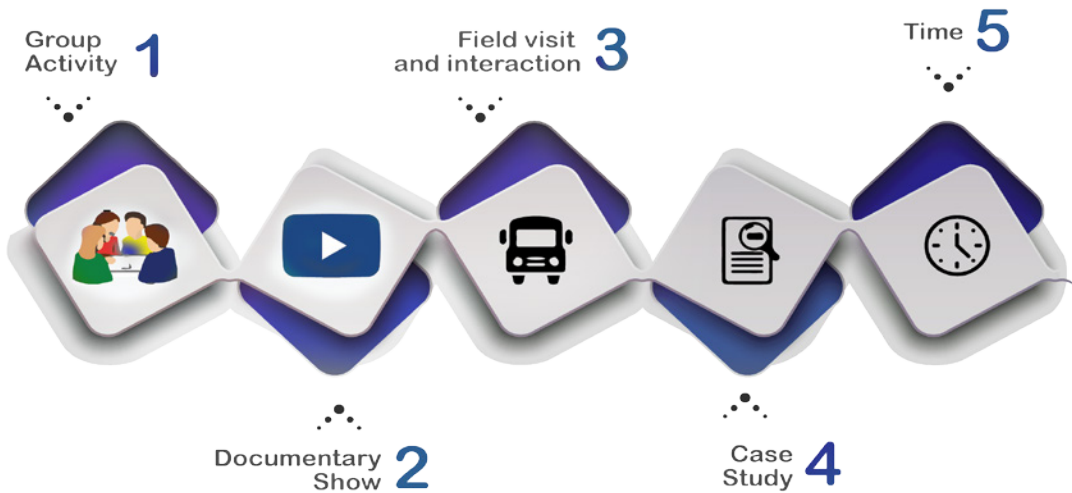 Group
Activity
1
Documentary
Show
2
Field visit
and interaction
3
Case
Study
4
Time
5